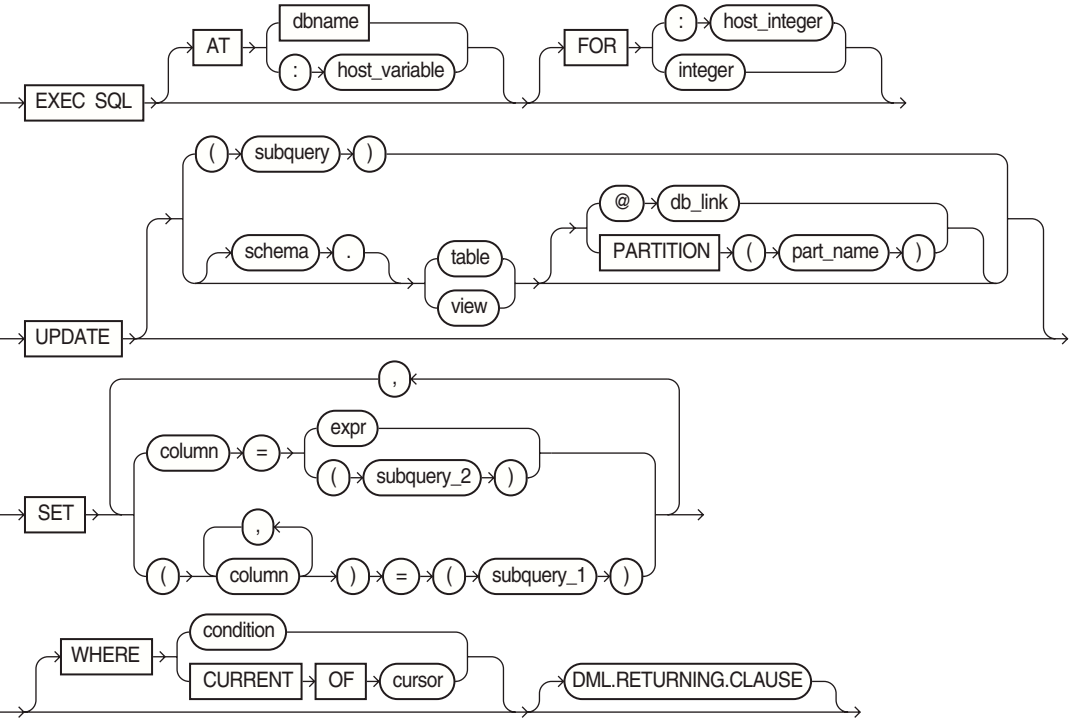 dbname
AT
FOR
: host_integer
: host_variable
integer
EXEC SQL
( subquery )
@ db_link
schema .
table
PARTITION ( part_name )
view
UPDATE
,
expr
column =
( subquery_2 )
SET
,
( column ) = ( subquery_1 )
condition
WHERE
CURRENT OF cursor
DML.RETURNING.CLAUSE